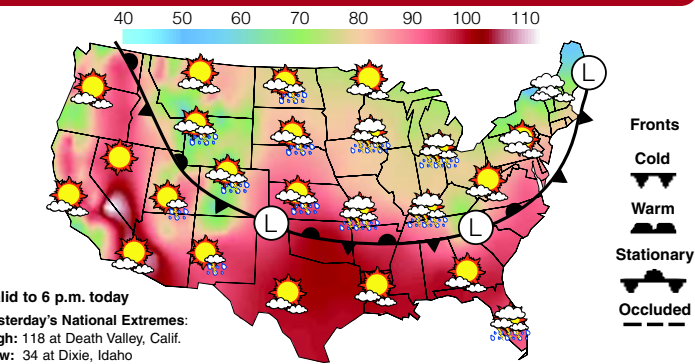 40 50 60 70 80 90 100 110
L
L
L
Fronts
Cold
Warm
Stationary
Occluded
lid to 6 p.m. today
sterday's National Extremes:
gh: 118 at Death Valley, Calif.
w: 34 at Dixie, Idaho